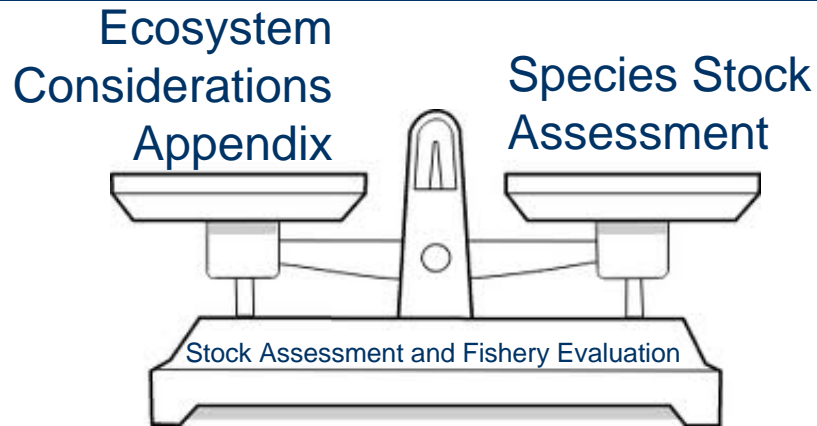 Ecosystem
Considerations
Appendix
Species Stock
Assessment
Stock Assessment and Fishery Evaluation